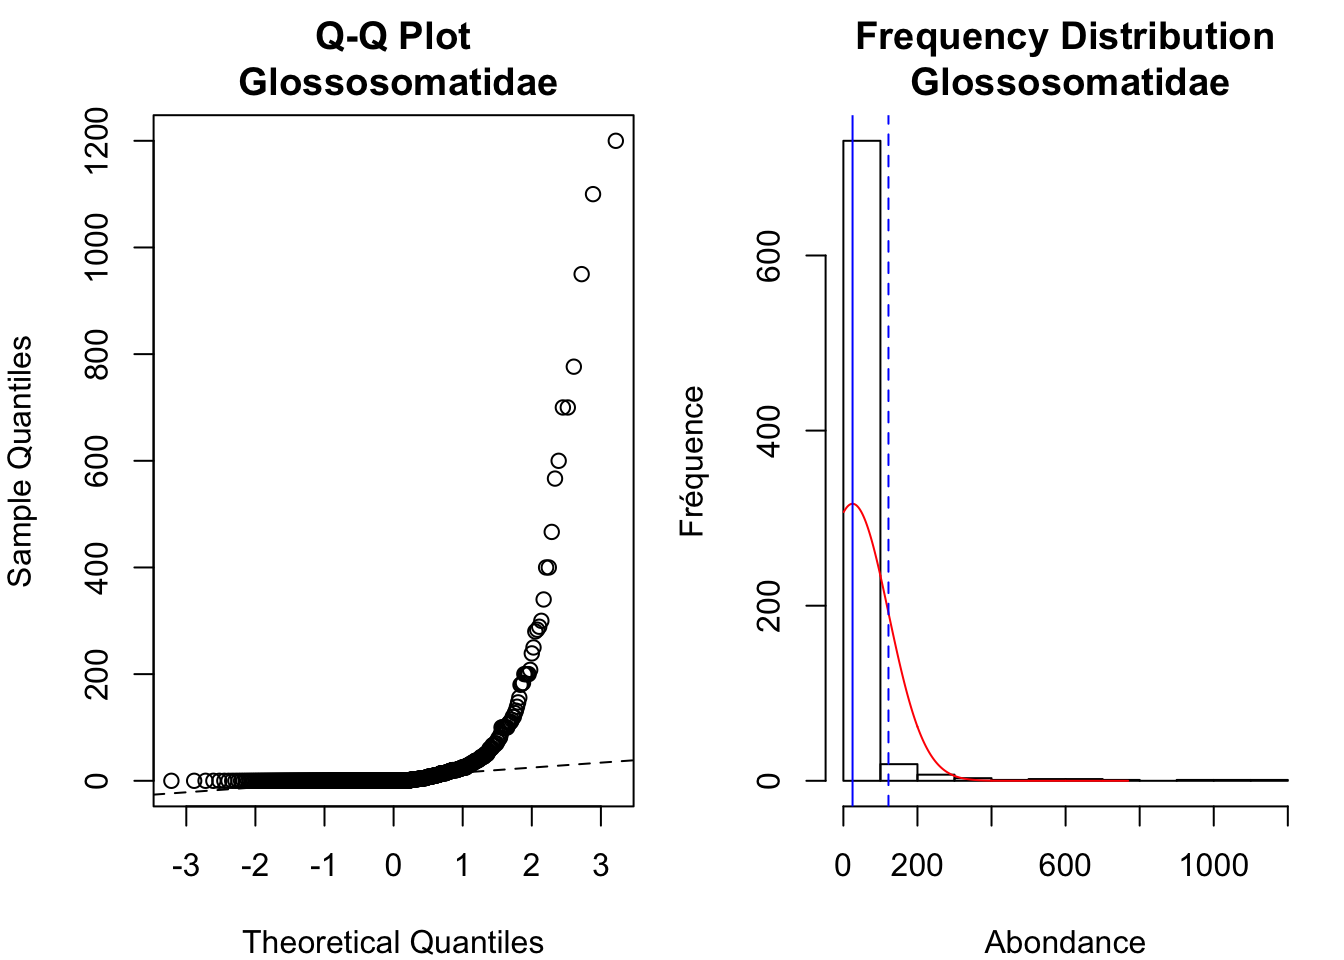 Q-Q Plot
Glossosomatidae
Sample Quantiles
0 200 400 600 800 1000 1200
-3 -2 -1 0 1 2 3
Theoretical Quantiles
Frequency Distribution
Glossosomatidae
Fréquence
0 200 400 600
0 200 600 1000
Abondance